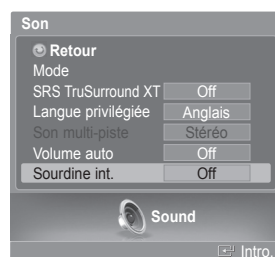 Son
Retour
Mode
SRS TruSurround XT Off
Langue privilégiée Anglais
Son multi-piste Stéréo
Volume auto Off
Sourdine int. Off
Sound
Intro.